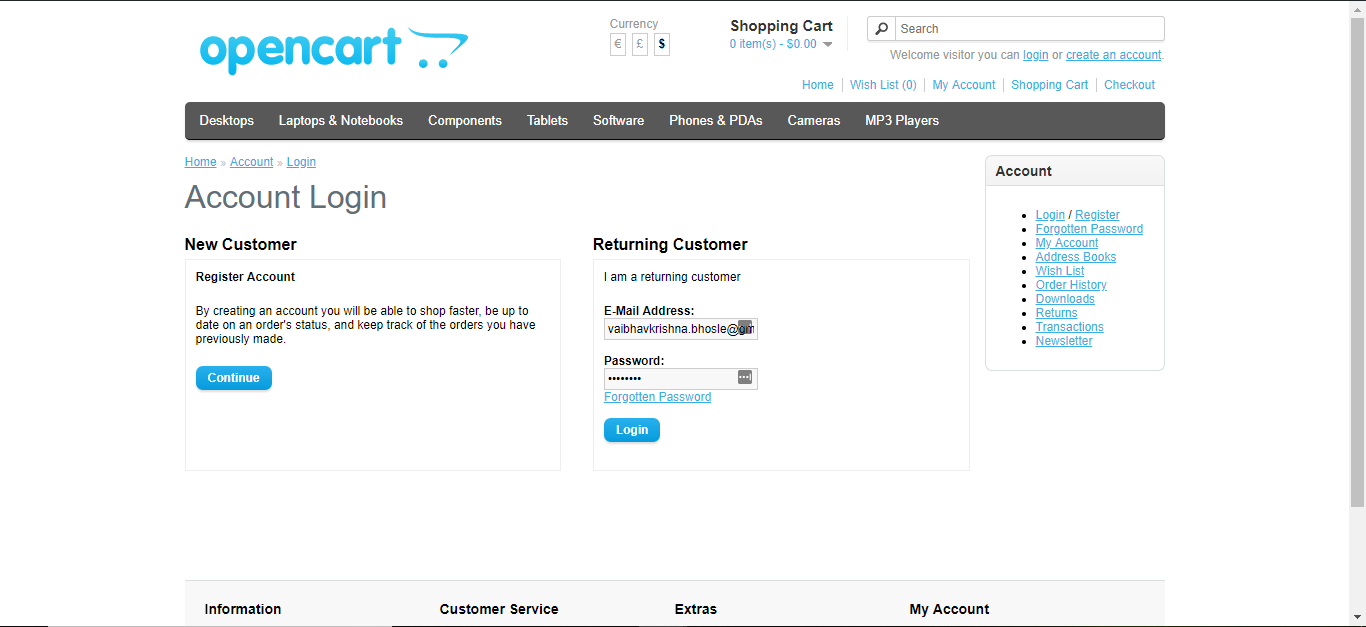 opencart
Currency
€ £ $
Shopping Cart
0 item(s) - $0.00
Search
Welcome visitor you can login or create an account.
Home Wish List (0) My Account Shopping Cart Checkout
Desktops Laptops & Notebooks Components Tablets Software Phones & PDAs Cameras MP3 Players
Home » Account » Login
Account Login
New Customer
Register Account
By creating an account you will be able to shop faster, be up to
date on an order's status, and keep track of the orders you have
previously made.
Continue
Returning Customer
I am a returning customer
E-Mail Address:
vaibhavkrishna.bhosle@gm
Password:
••••••••
Forgotten Password
Login
Account
Login / Register
Forgotten Password
My Account
Address Books
Wish List
Order History
Downloads
Returns
Transactions
Newsletter
Information Customer Service Extras My Account